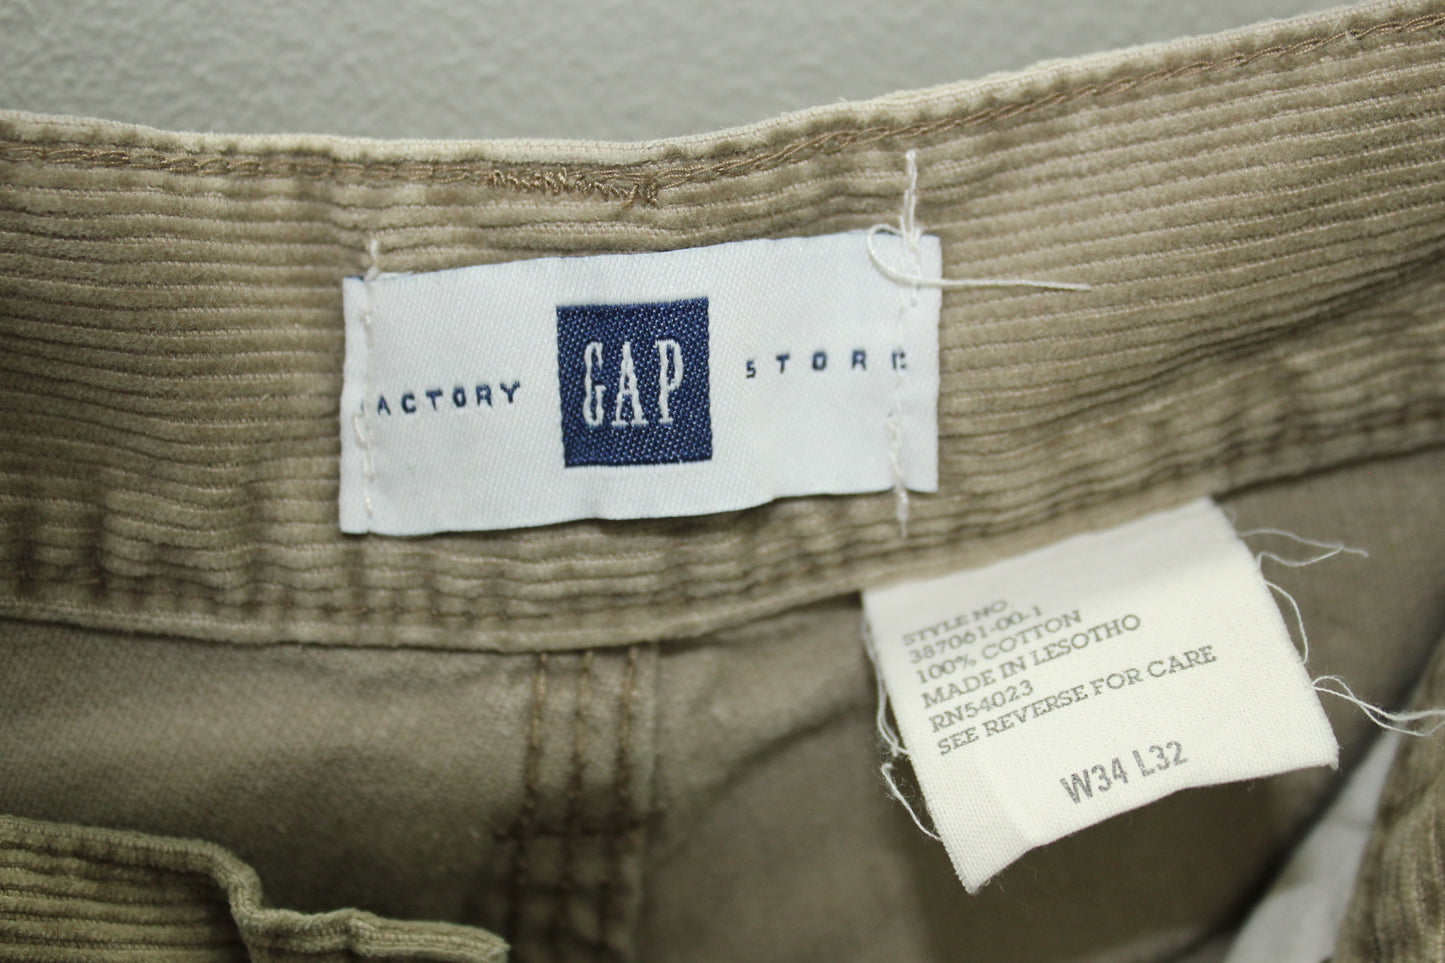 FACTORY GAP STORE
STYLE NO.
387061-00-1
100% COTTON
MADE IN LESOTHO
RN54023
SEE REVERSE FOR CARE
W34 L32